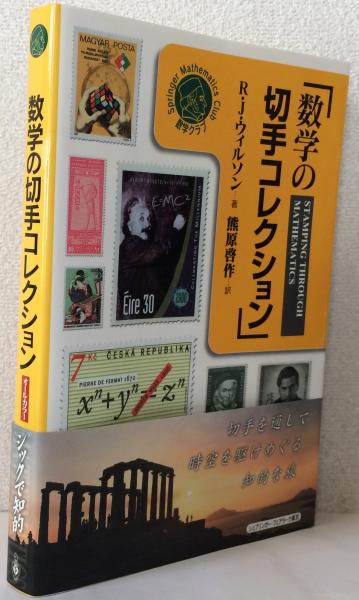 数学の切手コレクション
オールカラー
シックで知的
MAGYAR POSTA
Springer Mathematics Club
数学クラブ
「数学の
切手コレクション」
STAMPING THROUGH
MATHEMATICS
R・J・ウィルソン 著
熊原啓作 訳
E=MC²
Éire 30
2000
7 Kč ČESKÁ REPUBLIKA
PIERRE DE FERMAT 1670
xⁿ+yⁿ=zⁿ
切手を通して
時空を駆けめぐる
知的な旅
シュプリンガー・フェアラーク東京